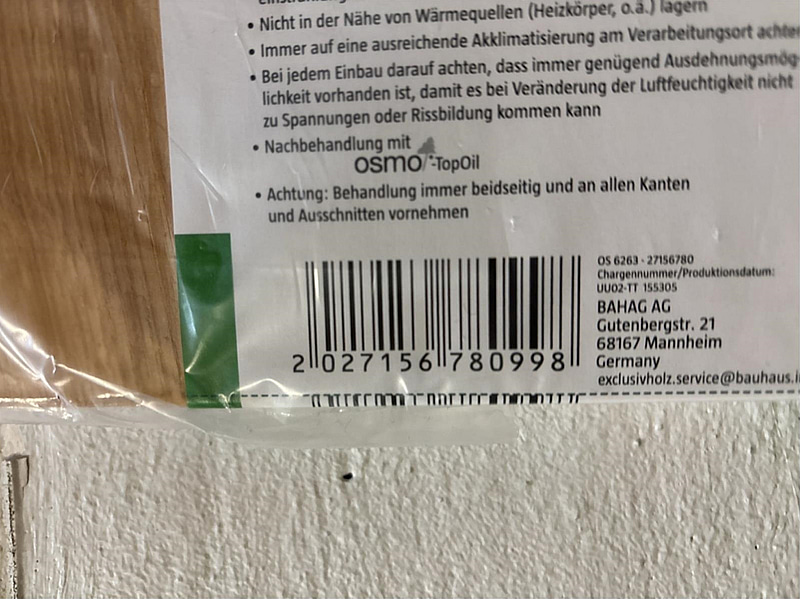 • Nicht in der Nähe von Wärmequellen (Heizkörper, o.ä.) lagern
• Immer auf eine ausreichende Akklimatisierung am Verarbeitungsort achten
• Bei jedem Einbau darauf achten, dass immer genügend Ausdehnungsmög-
lichkeit vorhanden ist, damit es bei Veränderung der Luftfeuchtigkeit nicht
zu Spannungen oder Rissbildung kommen kann
• Nachbehandlung mit
osmo -TopOil
• Achtung: Behandlung immer beidseitig und an allen Kanten
und Ausschnitten vornehmen
2 027156 780998
OS 6263 - 27156780
Chargennummer/Produktionsdatum:
UU02-TT 155305
BAHAG AG
Gutenbergstr. 21
68167 Mannheim
Germany
exclusivholz.service@bauhaus.i